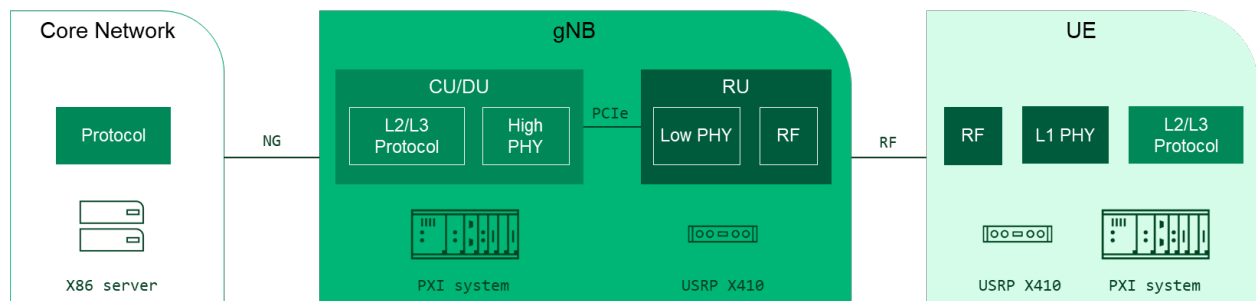 Core Network
Protocol
X86 server
NG
gNB
CU/DU
L2/L3
Protocol
High
PHY
PXI system
PCIe
RU
Low PHY
RF
USRP X410
RF
UE
RF
L1 PHY
L2/L3
Protocol
USRP X410
PXI system